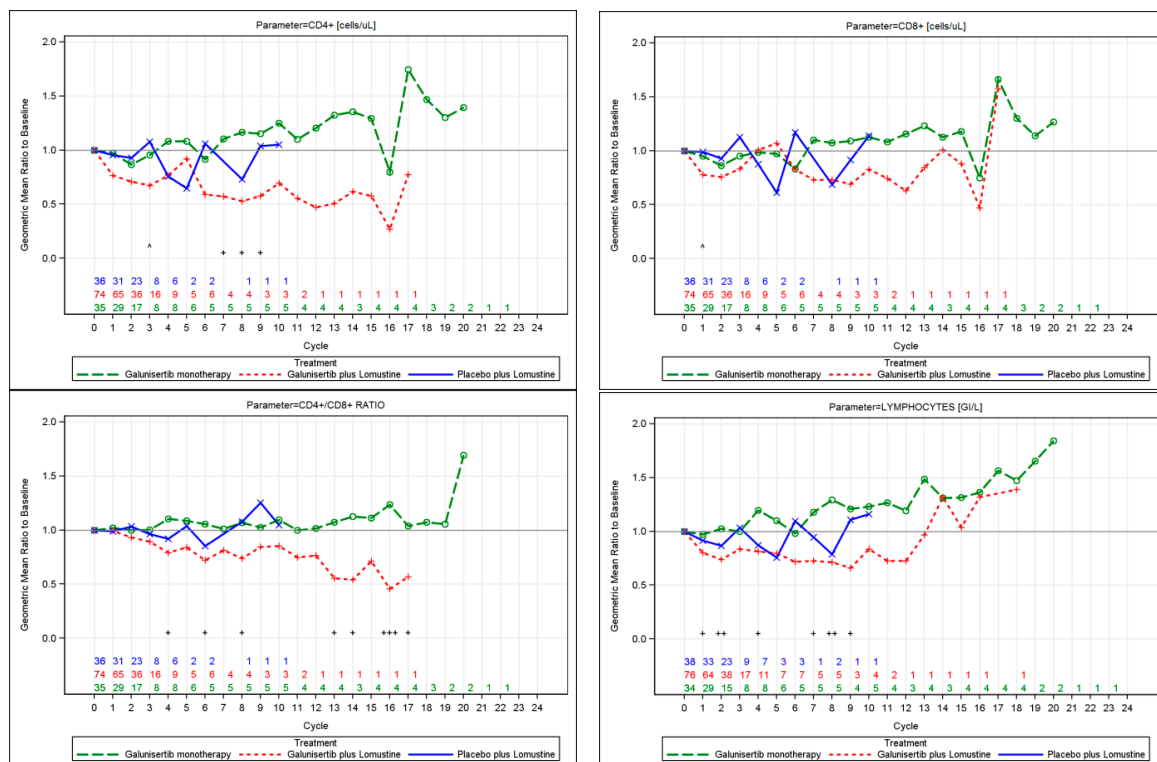 Parameter=CD4+ [cells/uL]
Geometric Mean Ratio to Baseline
2.0
1.5
1.0
0.5
0.0
^ + + +
36 31 23 8 6 2 2 1 1 1
74 65 36 16 9 5 6 4 4 3 3 2 1 1 1 1 1 1
35 29 17 8 8 6 5 5 5 5 5 4 4 4 3 4 4 4 3 2 2 1 1
0 1 2 3 4 5 6 7 8 9 10 11 12 13 14 15 16 17 18 19 20 21 22 23 24
Cycle
Treatment
Galunisertib monotherapy Galunisertib plus Lomustine Placebo plus Lomustine
Parameter=CD8+ [cells/uL]
Geometric Mean Ratio to Baseline
2.0
1.5
1.0
0.5
0.0
^
36 31 23 8 6 2 2 1 1 1
74 65 36 16 9 5 6 4 4 3 3 2 1 1 1 1 1 1
35 29 17 8 8 6 5 5 5 5 5 4 4 4 3 4 4 4 3 2 2 1 1
0 1 2 3 4 5 6 7 8 9 10 11 12 13 14 15 16 17 18 19 20 21 22 23 24
Cycle
Treatment
Galunisertib monotherapy Galunisertib plus Lomustine Placebo plus Lomustine
Parameter=CD4+/CD8+ RATIO
Geometric Mean Ratio to Baseline
2.0
1.5
1.0
0.5
0.0
+ + + + + +++ +
36 31 23 8 6 2 2 1 1 1
74 65 36 16 9 5 6 4 4 3 3 2 1 1 1 1 1 1
35 29 17 8 8 6 5 5 5 5 5 4 4 4 3 4 4 4 3 2 2 1 1
0 1 2 3 4 5 6 7 8 9 10 11 12 13 14 15 16 17 18 19 20 21 22 23 24
Cycle
Treatment
Galunisertib monotherapy Galunisertib plus Lomustine Placebo plus Lomustine
Parameter=LYMPHOCYTES [GI/L]
Geometric Mean Ratio to Baseline
2.0
1.5
1.0
0.5
0.0
+ ++ + + ++ +
38 33 23 9 7 3 3 1 2 1 1
76 64 38 17 11 7 7 5 5 3 4 2 1 1 1 1 1 1
34 29 15 8 8 6 5 5 5 5 5 4 3 4 3 4 4 4 4 2 2 1 1 1
0 1 2 3 4 5 6 7 8 9 10 11 12 13 14 15 16 17 18 19 20 21 22 23 24
Cycle
Treatment
Galunisertib monotherapy Galunisertib plus Lomustine Placebo plus Lomustine